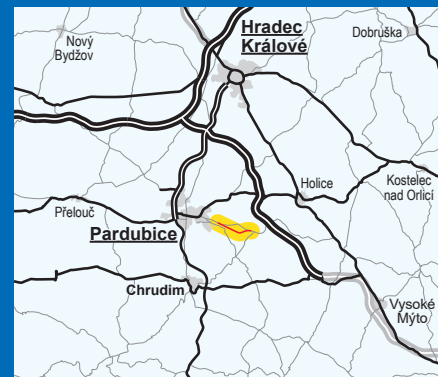 Hradec
Králové
Dobruška
Nový
Bydžov
Kostelec
nad Orlicí
Holice
Přelouč
Pardubice
Chrudim
Vysoké
Mýto